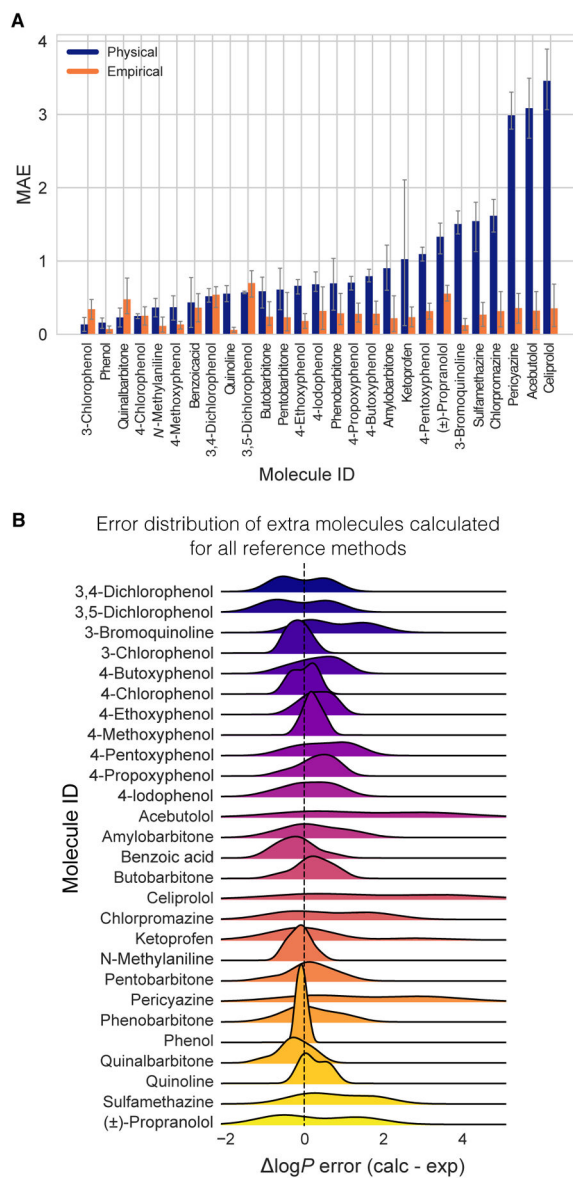 A
Physical
Empirical
MAE
4
3
2
1
0
3-Chlorophenol
Phenol
Quinalbarbitone
4-Chlorophenol
N-Methylaniline
4-Methoxyphenol
Benzoicacid
3,4-Dichlorophenol
Quinoline
3,5-Dichlorophenol
Butobarbitone
Pentobarbitone
4-Ethoxyphenol
4-Iodophenol
Phenobarbitone
4-Propoxyphenol
4-Butoxyphenol
Amylobarbitone
Ketoprofen
4-Pentoxyphenol
(±)-Propranolol
3-Bromoquinoline
Sulfamethazine
Chlorpromazine
Pericyazine
Acebutolol
Celiprolol
Molecule ID
B
Error distribution of extra molecules calculated
for all reference methods
Molecule ID
3,4-Dichlorophenol
3,5-Dichlorophenol
3-Bromoquinoline
3-Chlorophenol
4-Butoxyphenol
4-Chlorophenol
4-Ethoxyphenol
4-Methoxyphenol
4-Pentoxyphenol
4-Propoxyphenol
4-Iodophenol
Acebutolol
Amylobarbitone
Benzoic acid
Butobarbitone
Celiprolol
Chlorpromazine
Ketoprofen
N-Methylaniline
Pentobarbitone
Pericyazine
Phenobarbitone
Phenol
Quinalbarbitone
Quinoline
Sulfamethazine
(±)-Propranolol
−2 0 2 4
ΔlogP error (calc - exp)